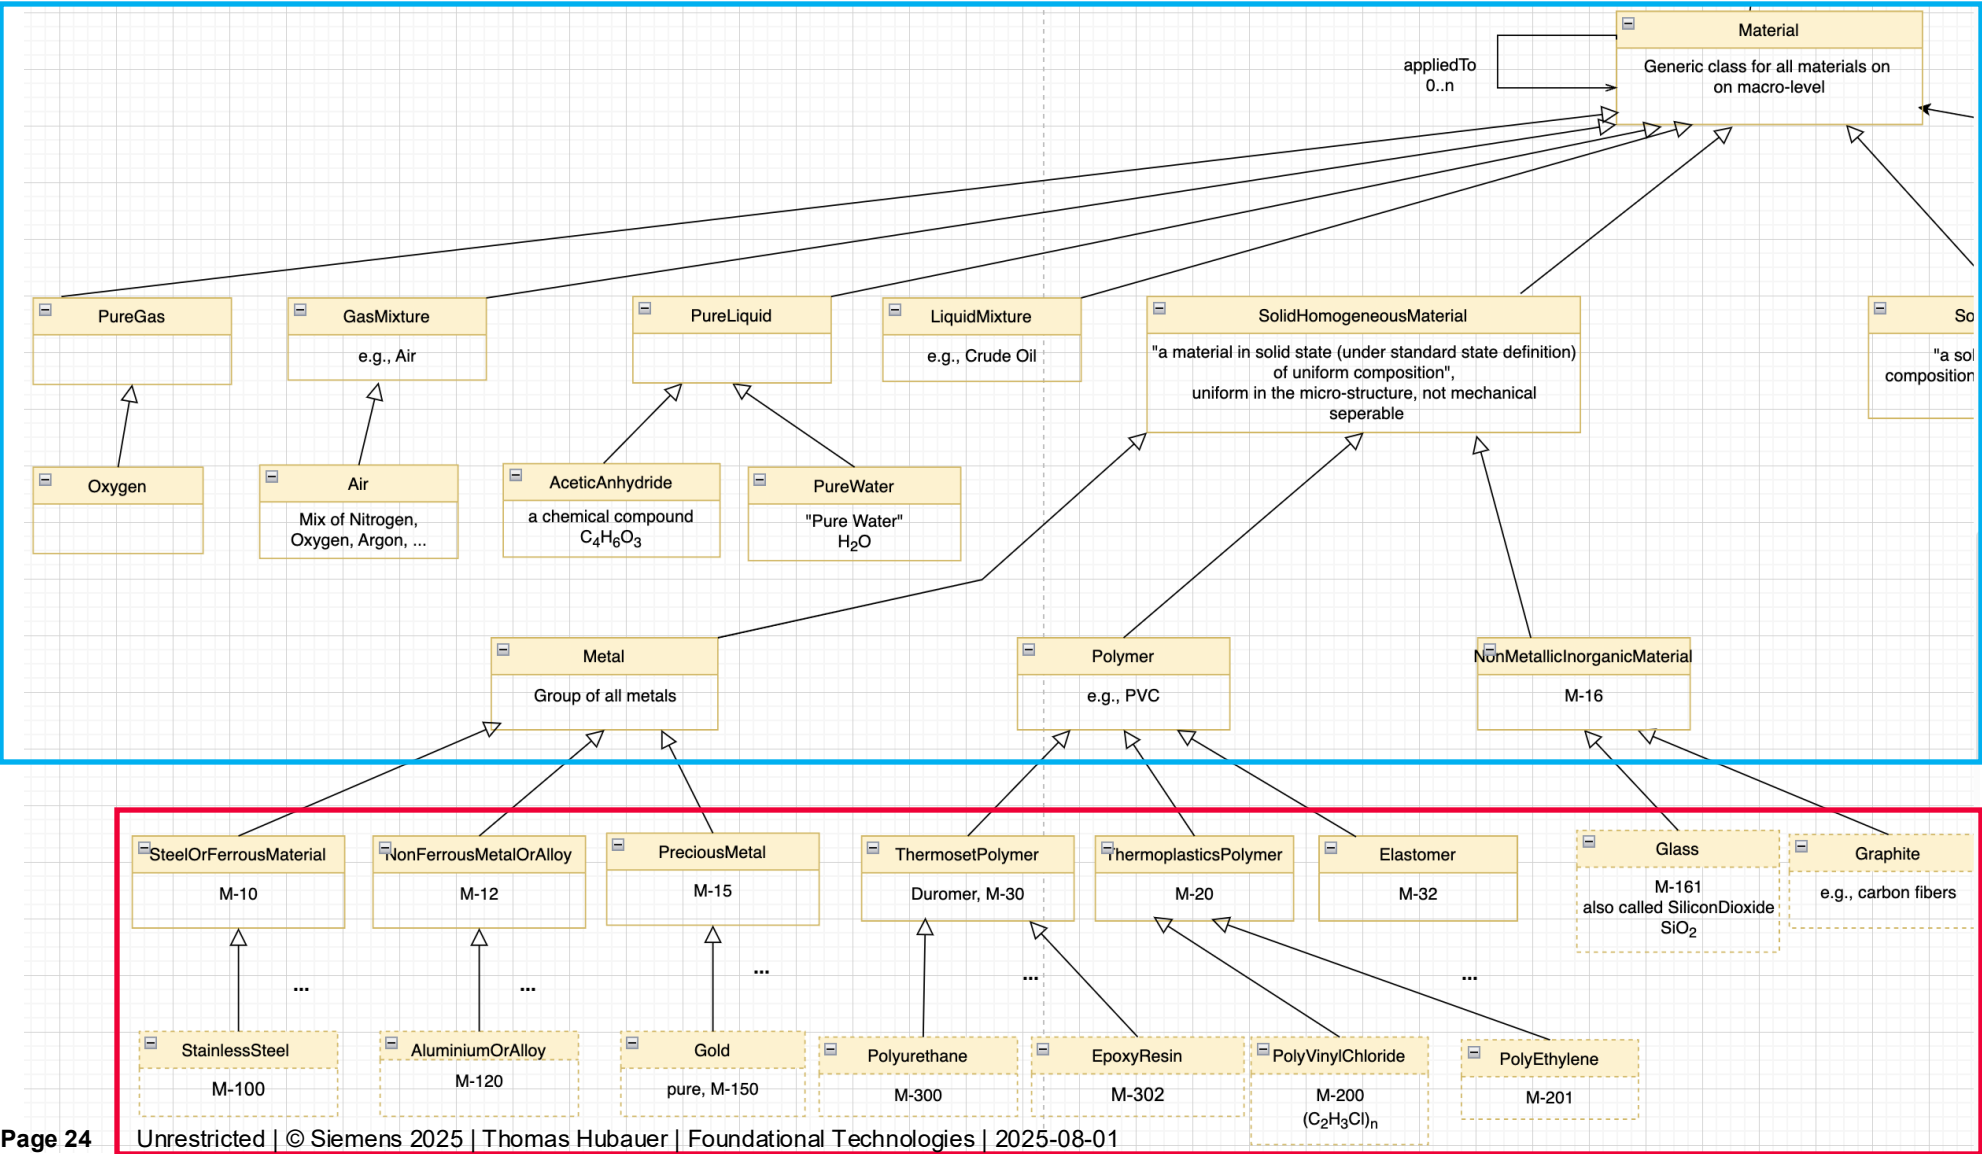 Material
Generic class for all materials on
on macro-level
appliedTo
0..n
PureGas
GasMixture
e.g., Air
PureLiquid
LiquidMixture
e.g., Crude Oil
SolidHomogeneousMaterial
"a material in solid state (under standard state definition)
of uniform composition",
uniform in the micro-structure, not mechanical
seperable
So
"a sol
composition
Oxygen
Air
Mix of Nitrogen,
Oxygen, Argon, ...
AceticAnhydride
a chemical compound
C₄H₆O₃
PureWater
"Pure Water"
H₂O
Metal
Group of all metals
Polymer
e.g., PVC
NonMetallicInorganicMaterial
M-16
SteelOrFerrousMaterial
M-10
NonFerrousMetalOrAlloy
M-12
PreciousMetal
M-15
ThermosetPolymer
Duromer, M-30
ThermoplasticsPolymer
M-20
Elastomer
M-32
Glass
M-161
also called SiliconDioxide
SiO₂
Graphite
e.g., carbon fibers
...
...
...
...
...
StainlessSteel
M-100
AluminiumOrAlloy
M-120
Gold
pure, M-150
Polyurethane
M-300
EpoxyResin
M-302
PolyVinylChloride
M-200
(C₂H₃Cl)ₙ
PolyEthylene
M-201
Page 24 Unrestricted | © Siemens 2025 | Thomas Hubauer | Foundational Technologies | 2025-08-01